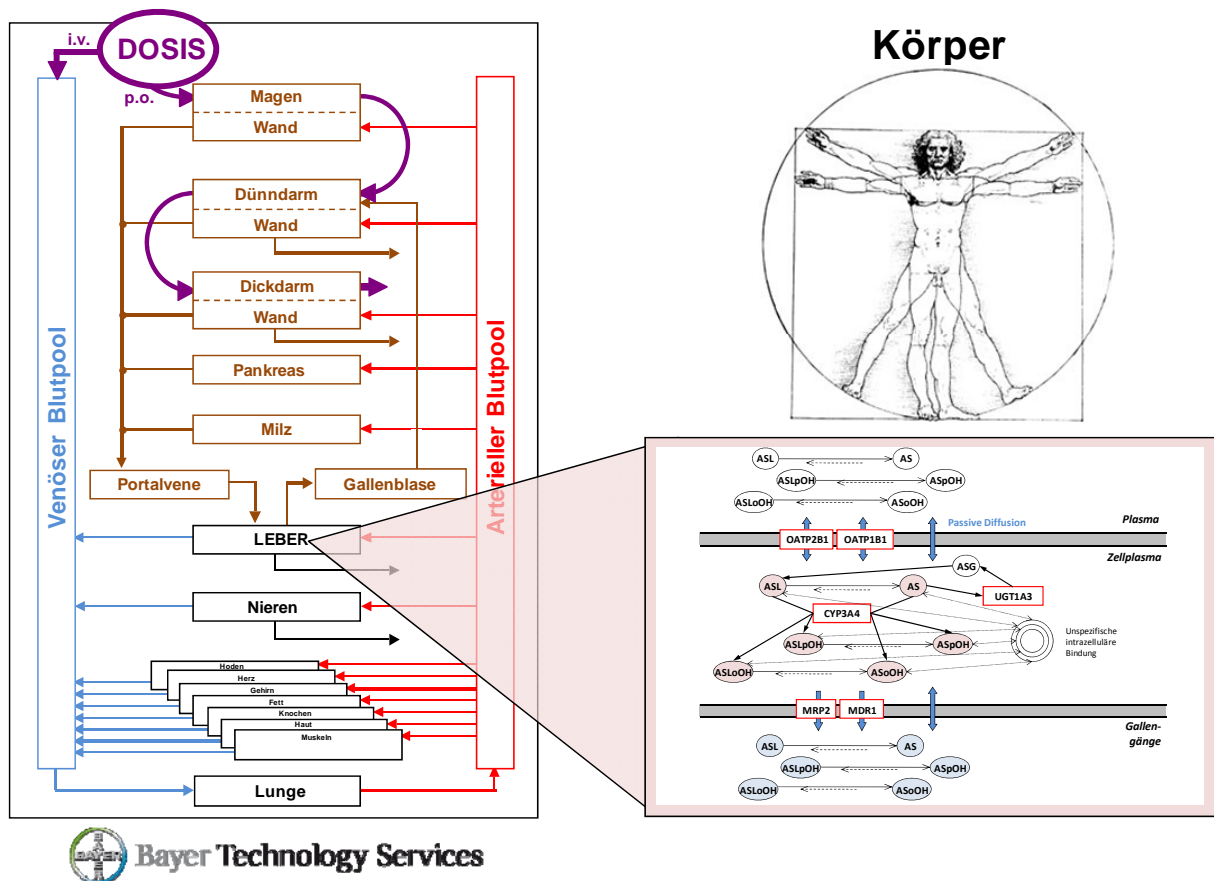 i.v.
DOSIS
p.o.
Magen
Wand
Dünndarm
Wand
Dickdarm
Wand
Pankreas
Milz
Portalvene
Gallenblase
LEBER
Nieren
Hoden
Herz
Gehirn
Fett
Knochen
Haut
Muskeln
Lunge
Venöser Blutpool
Arterieller Blutpool
BAYER
BAYER
Bayer Technology Services
Körper
ASL
AS
ASLpOH
ASpOH
ASLoOH
ASoOH
Passive Diffusion
Plasma
OATP2B1
OATP1B1
Zellplasma
ASG
ASL
AS
UGT1A3
CYP3A4
Unspezifische
intrazelluläre
Bindung
ASLpOH
ASpOH
ASLoOH
ASoOH
MRP2
MDR1
Gallen-
gänge
ASL
AS
ASLpOH
ASpOH
ASLoOH
ASoOH